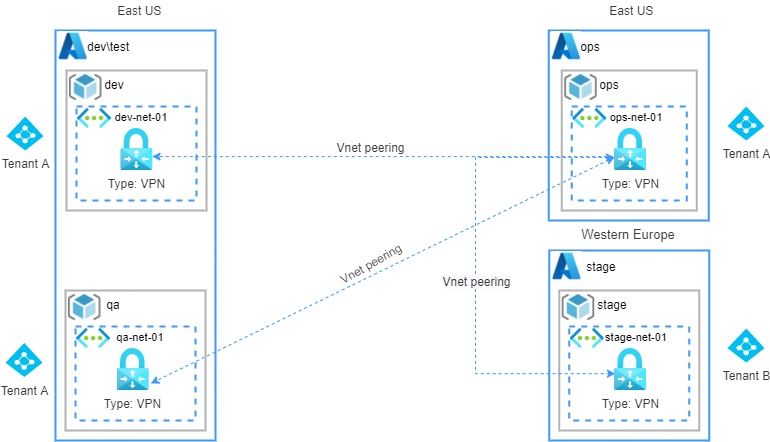 East US
East US
dev\test
ops
dev
ops
dev-net-01
ops-net-01
Tenant A
Vnet peering
Tenant A
Type: VPN
Type: VPN
Western Europe
Vnet peering
stage
Vnet peering
qa
stage
qa-net-01
stage-net-01
Tenant A
Tenant B
Type: VPN
Type: VPN